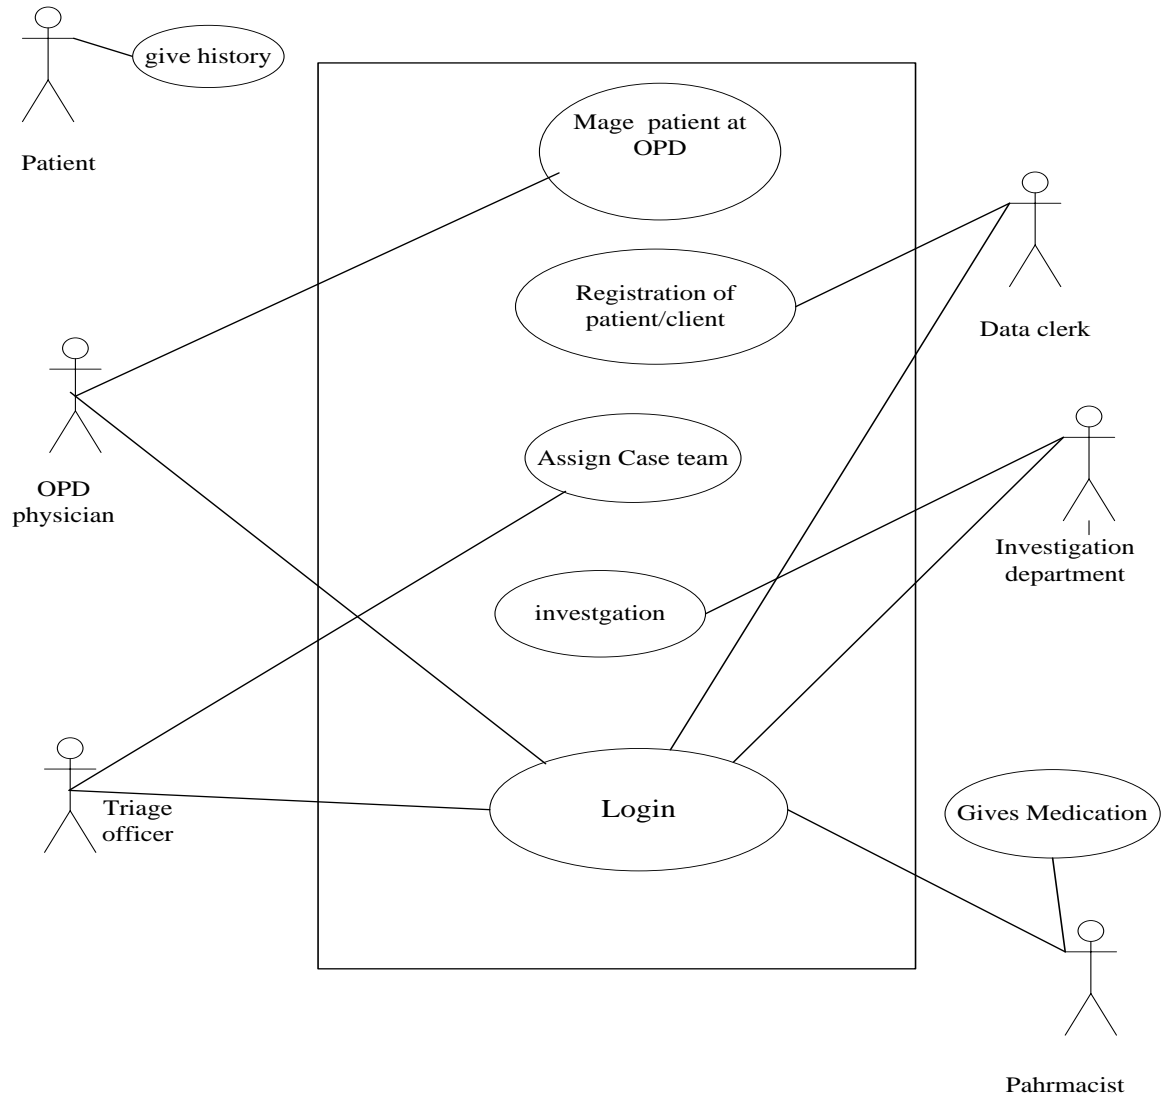 give history
Patient
Mage patient at
OPD
Registration of
patient/client
Data clerk
Assign Case team
OPD
physician
Investigation
department
investgation
Triage
officer
Login
Gives Medication
Pahrmacist